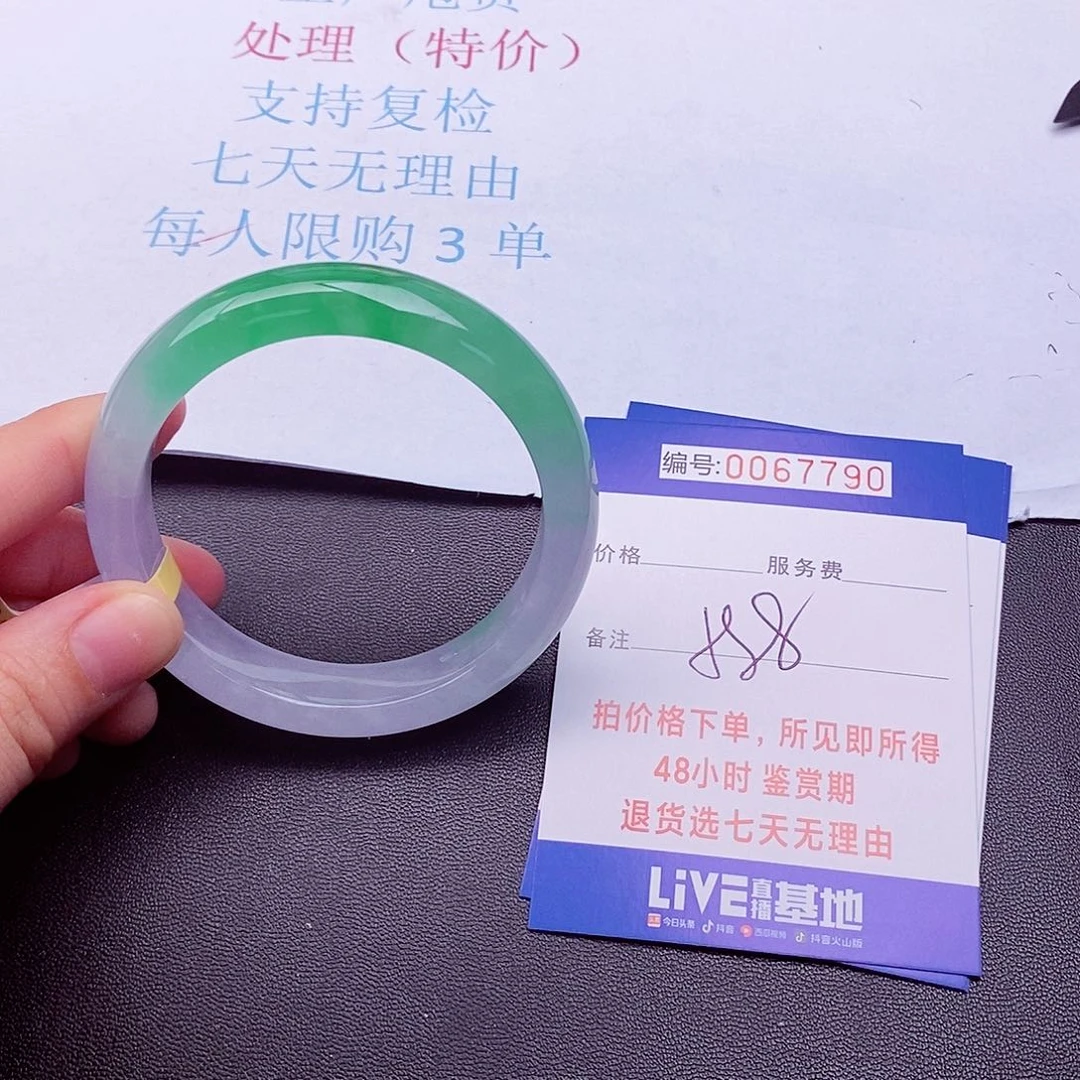 处理（特价）
支持复检
七天无理由
每人限购 3 单
编号:0067790
价格 服务费
备注
拍价格下单，所见即所得
48小时 鉴赏期
退货选七天无理由
LiVE直播基地
今日头条 抖音 西瓜视频 抖音火山版